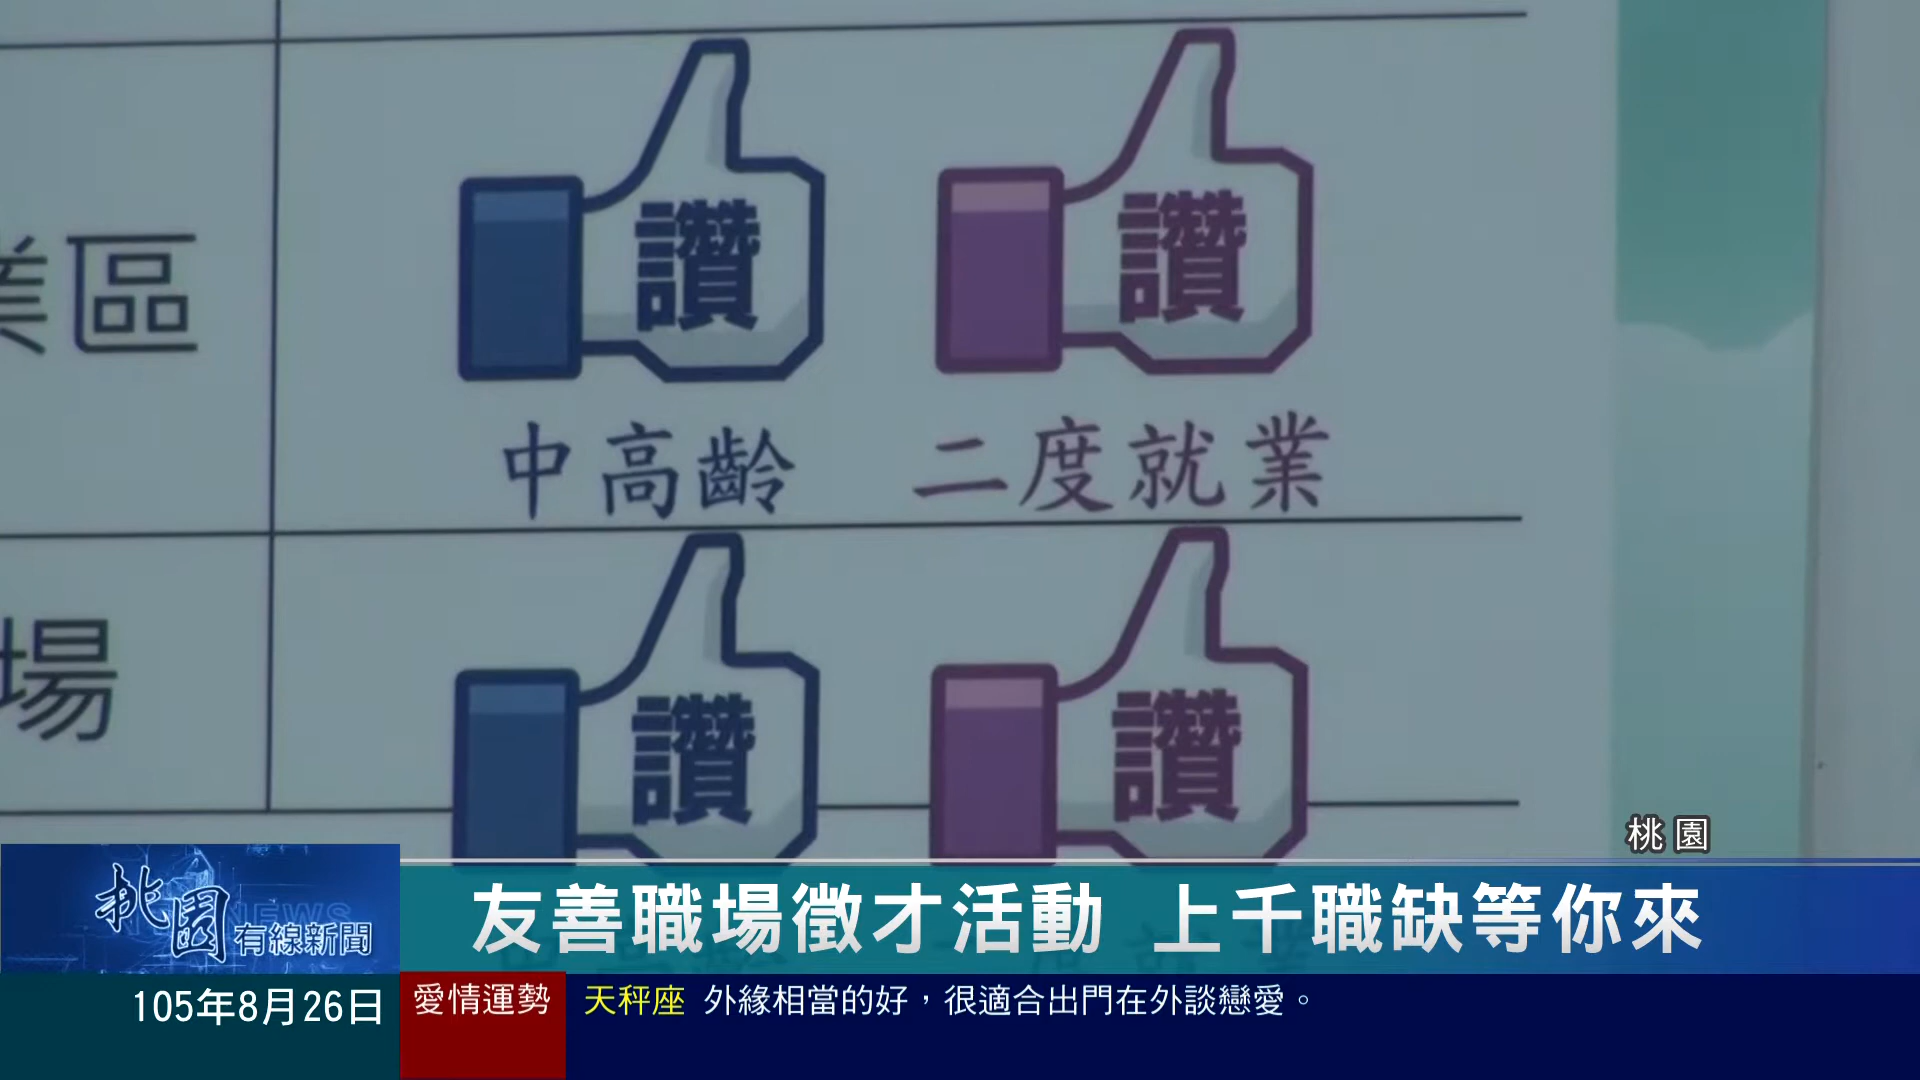 業區
讚 讚
中高齡 二度就業
場
讚 讚
桃園
友善職場徵才活動 上千職缺等你來
桃園
NEWS
有線新聞
105年8月26日
愛情運勢 天秤座 外緣相當的好，很適合出門在外談戀愛。